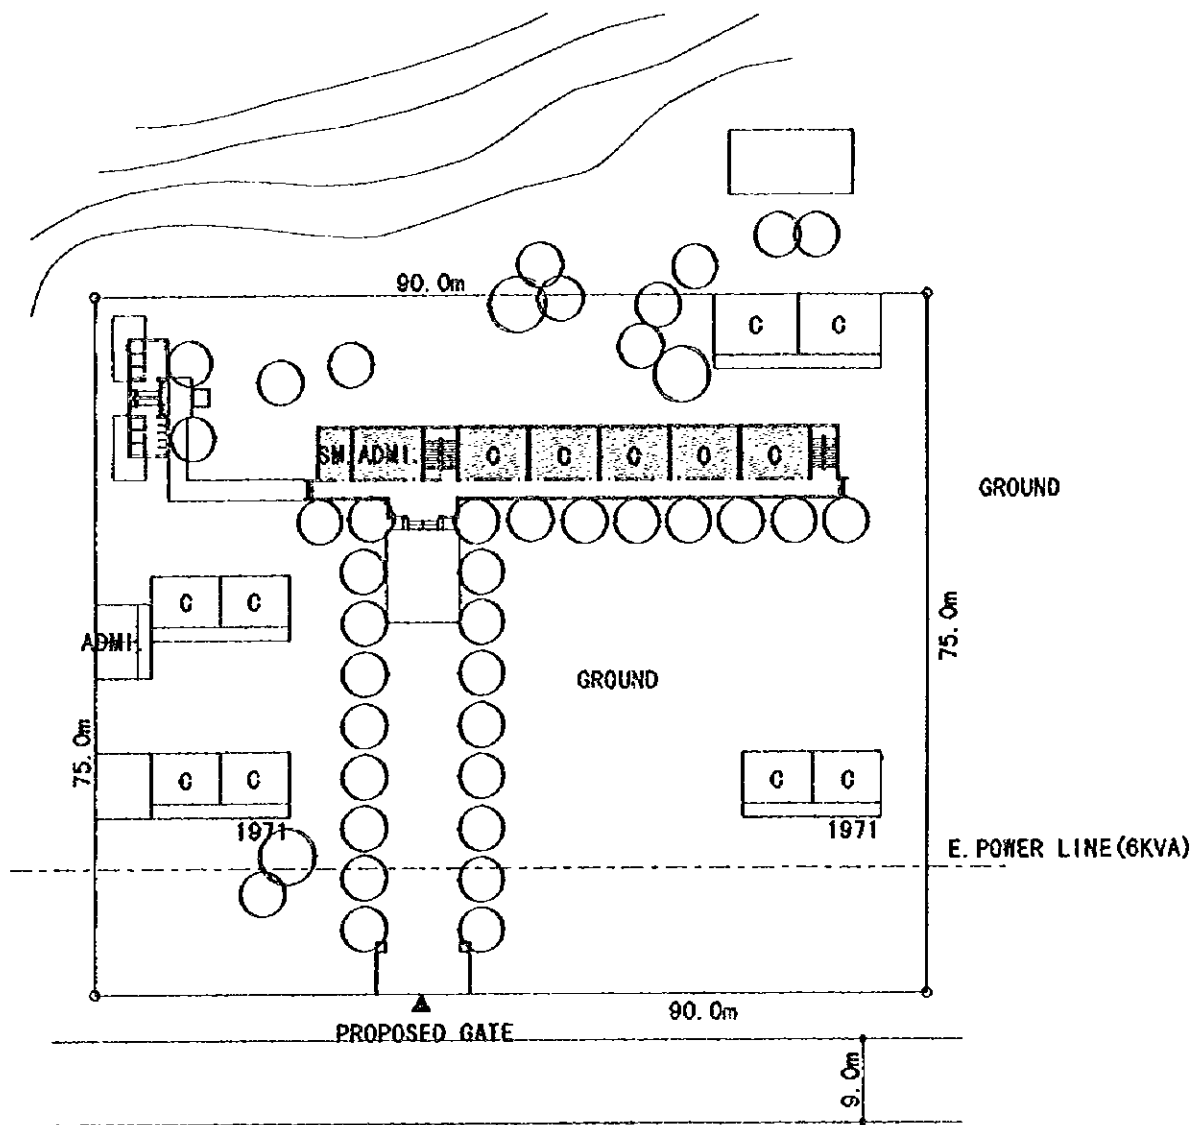 90.0m
C C
SM. ADMI. C C C C C
GROUND
C C
ADMI.
75.0m
GROUND
75.0m
C C
C C
1971
1971
E. POWER LINE(6KVA)
90.0m
PROPOSED GATE
9.0m